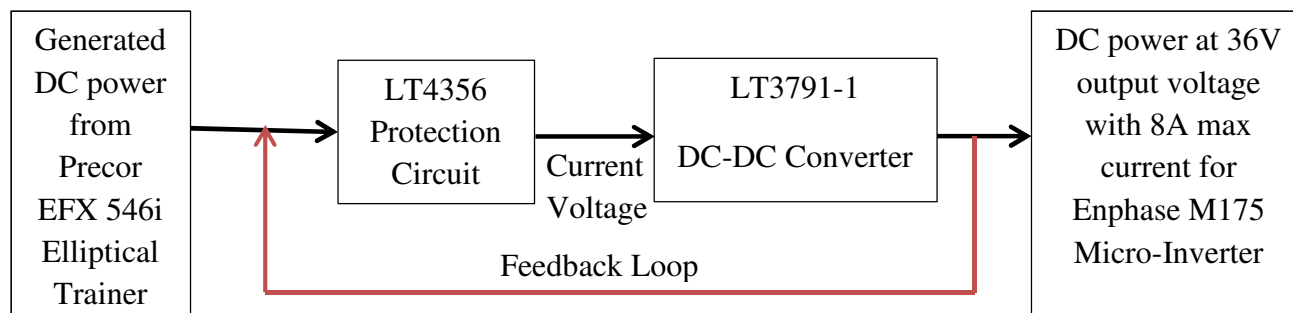 Generated
DC power
from
Precor
EFX 546i
Elliptical
Trainer
LT4356
Protection
Circuit
Current
Voltage
LT3791-1
DC-DC Converter
Feedback Loop
DC power at 36V
output voltage
with 8A max
current for
Enphase M175
Micro-Inverter